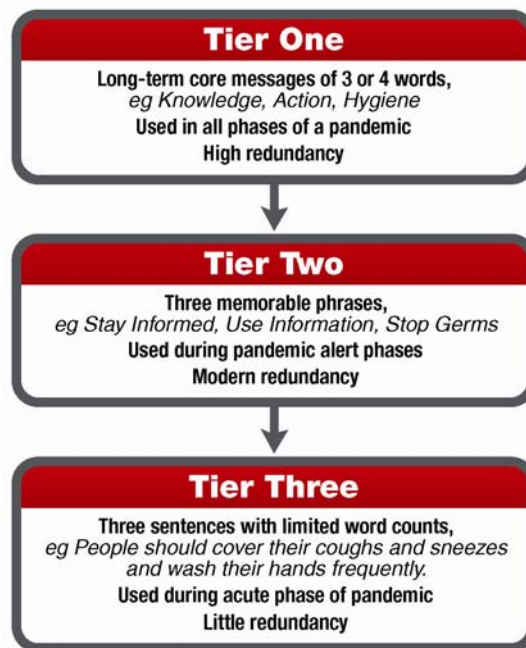 Tier One
Long-term core messages of 3 or 4 words,
eg Knowledge, Action, Hygiene
Used in all phases of a pandemic
High redundancy
Tier Two
Three memorable phrases,
eg Stay Informed, Use Information, Stop Germs
Used during pandemic alert phases
Modern redundancy
Tier Three
Three sentences with limited word counts,
eg People should cover their coughs and sneezes
and wash their hands frequently.
Used during acute phase of pandemic
Little redundancy